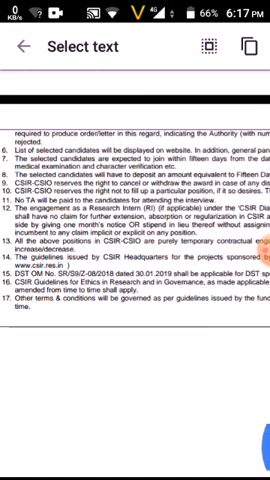 0
KB/s
4G
66%
6:17 PM
Select text
required to produce order/letter in this regard, indicating the Authority (with num
rejected.
6. List of selected candidates will be displayed on website. In addition, general pan
7. The selected candidates are expected to join within fifteen days from the dat
medical examination and character verification etc.
8. The selected candidates will have to deposit an amount equivalent to Fifteen Da
9. CSIR-CSIO reserves the right to cancel or withdraw the award in case of any dis
10. CSIR-CSIO reserves the right not to fill up a particular position, if it so desires. T
11. No TA will be paid to the candidates for attending the interview.
12. The engagement as a Research Intern (RI) (if applicable) under the 'CSIR Dia
shall have no claim for further extension, absorption or regularization in CSIR a
side by giving one month's notice OR stipend in lieu thereof without assignin
incumbent to any claim implicit or explicit on any position.
13. All the above positions in CSIR-CSIO are purely temporary contractual eng
increase/decrease.
14. The guidelines issued by CSIR Headquarters for the projects sponsored by
www.csir.res.in )
15. DST OM No. SR/S9/Z-08/2018 dated 30.01.2019 shall be applicable for DST sp
16. CSIR Guidelines for Ethics in Research and in Governance, as made applicable
amended from time to time shall apply.
17. Other terms & conditions will be governed as per guidelines issued by the fund
time.